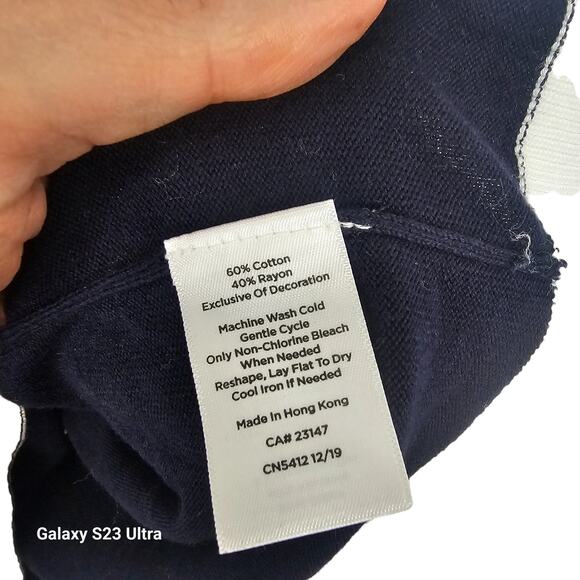 60% Cotton
40% Rayon
Exclusive Of Decoration
Machine Wash Cold
Gentle Cycle
Only Non-Chlorine Bleach
When Needed
Reshape, Lay Flat To Dry
Cool Iron If Needed
Made In Hong Kong
CA# 23147
CN5412 12/19
Galaxy S23 Ultra